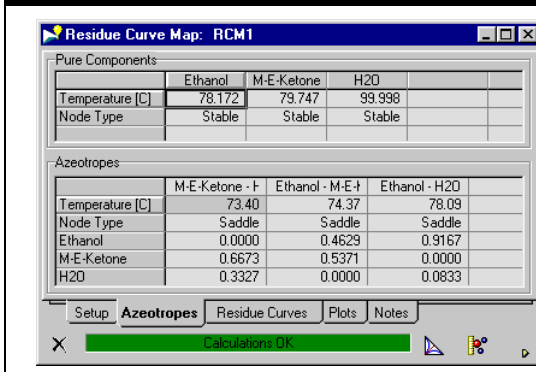 Residue Curve Map: RCM1
Pure Components
Ethanol M-E-Ketone H2O
Temperature [C] 78.172 79.747 99.998
Node Type Stable Stable Stable
Azeotropes
M-E-Ketone - H Ethanol - M-E-K Ethanol - H2O
Temperature [C] 73.40 74.37 78.09
Node Type Saddle Saddle Saddle
Ethanol 0.0000 0.4629 0.9167
M-E-Ketone 0.6673 0.5371 0.0000
H2O 0.3327 0.0000 0.0833
Setup Azeotropes Residue Curves Plots Notes
Calculations OK